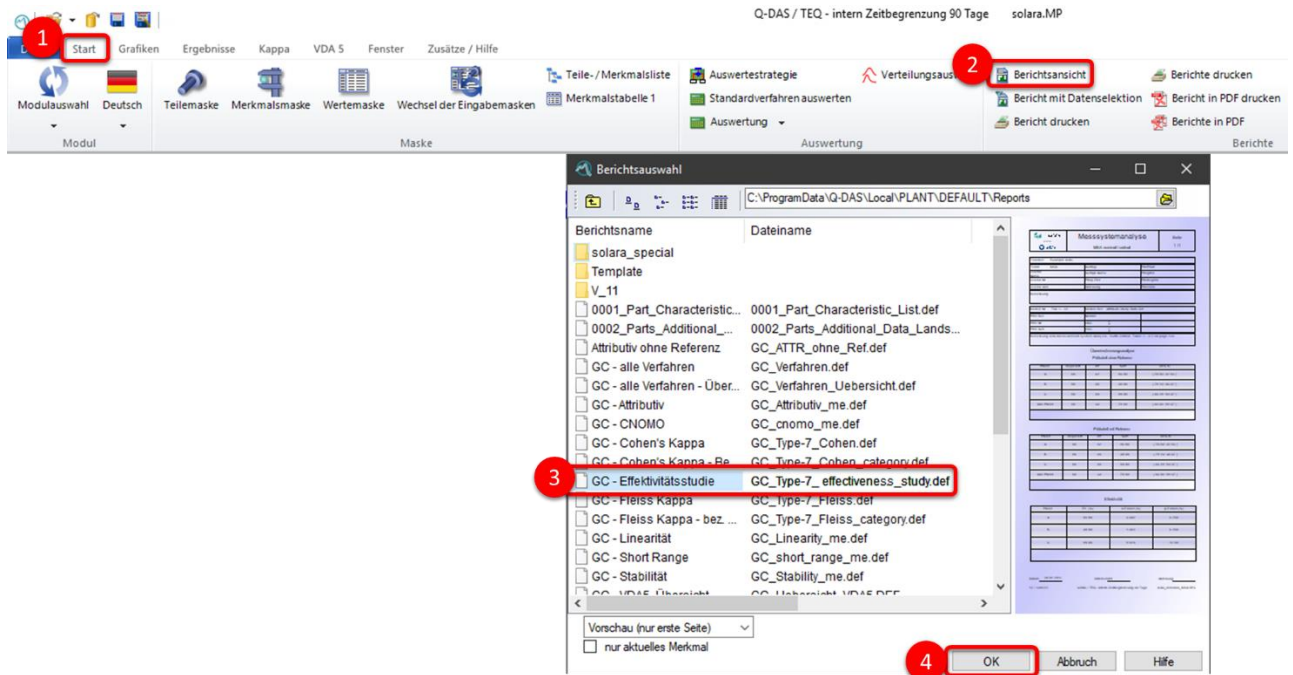 Q-DAS / TEQ - intern Zeitbegrenzung 90 Tage solara.MP
1
Start Grafiken Ergebnisse Kappa VDA 5 Fenster Zusätze / Hilfe
2
Modulauswahl Deutsch Teilemaske Merkmalsmaske Wertemaske Wechsel der Eingabemasken
Teile-/Merkmalsliste Auswertestrategie Berichtsansicht Berichte drucken
Merkmalstabelle 1 Standardverfahren auswerten Bericht mit Datenselektion Bericht in PDF drucken
Auswertung Bericht drucken Berichte in PDF
Modul Maske Auswertung Berichte
Berichtsauswahl
C:\ProgramData\Q-DAS\Local\PLANT\DEFAULT\Reports
Berichtsname Dateiname
solara_special
Template
V_11
0001_Part_Characteristic... 0001_Part_Characteristic_List.def
0002_Parts_Additional_... 0002_Parts_Additional_Data_Lands...
Attributiv ohne Referenz GC_ATTR_ohne_Ref.def
GC - alle Verfahren GC_Verfahren.def
GC - alle Verfahren - Über... GC_Verfahren_Uebersicht.def
GC - Attributiv GC_Attributiv_me.def
GC - CNOMO GC_cnomo_me.def
GC - Cohen's Kappa GC_Type-7_Cohen.def
GC - Cohen's Kappa - Be... GC_Type-7_Cohen_category.def
3
GC - Effektivitätsstudie GC_Type-7_ effectiveness_study.def
GC - Fleiss Kappa GC_Type-7_Fleiss.def
GC - Fleiss Kappa - bez. ... GC_Type-7_Fleiss_category.def
GC - Linearität GC_Linearity_me.def
GC - Short Range GC_short_range_me.def
GC - Stabilität GC_Stability_me.def
Messsystemanalyse
Vorschau (nur erste Seite)
nur aktuelles Merkmal
4
OK Abbruch Hilfe